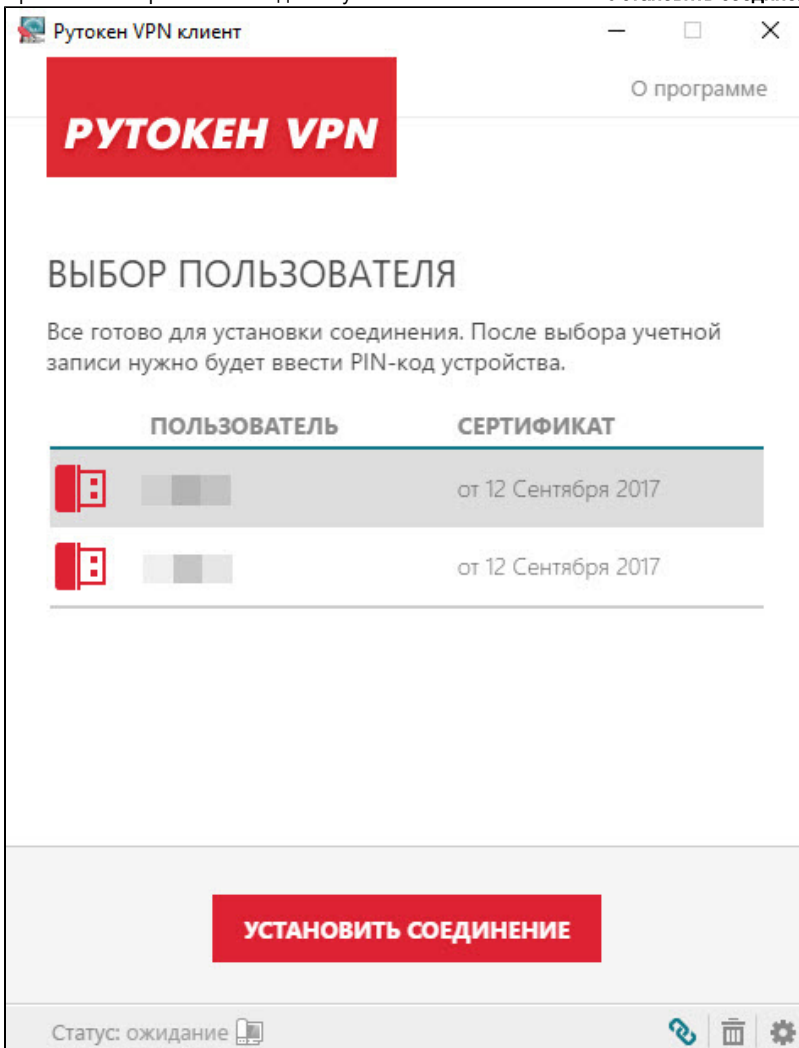 Рутокен VPN клиент
О программе
РУТОКЕН VPN
ВЫБОР ПОЛЬЗОВАТЕЛЯ
Все готово для установки соединения. После выбора учетной
записи нужно будет ввести PIN-код устройства.
ПОЛЬЗОВАТЕЛЬ СЕРТИФИКАТ
от 12 Сентября 2017
от 12 Сентября 2017
УСТАНОВИТЬ СОЕДИНЕНИЕ
Статус: ожидание